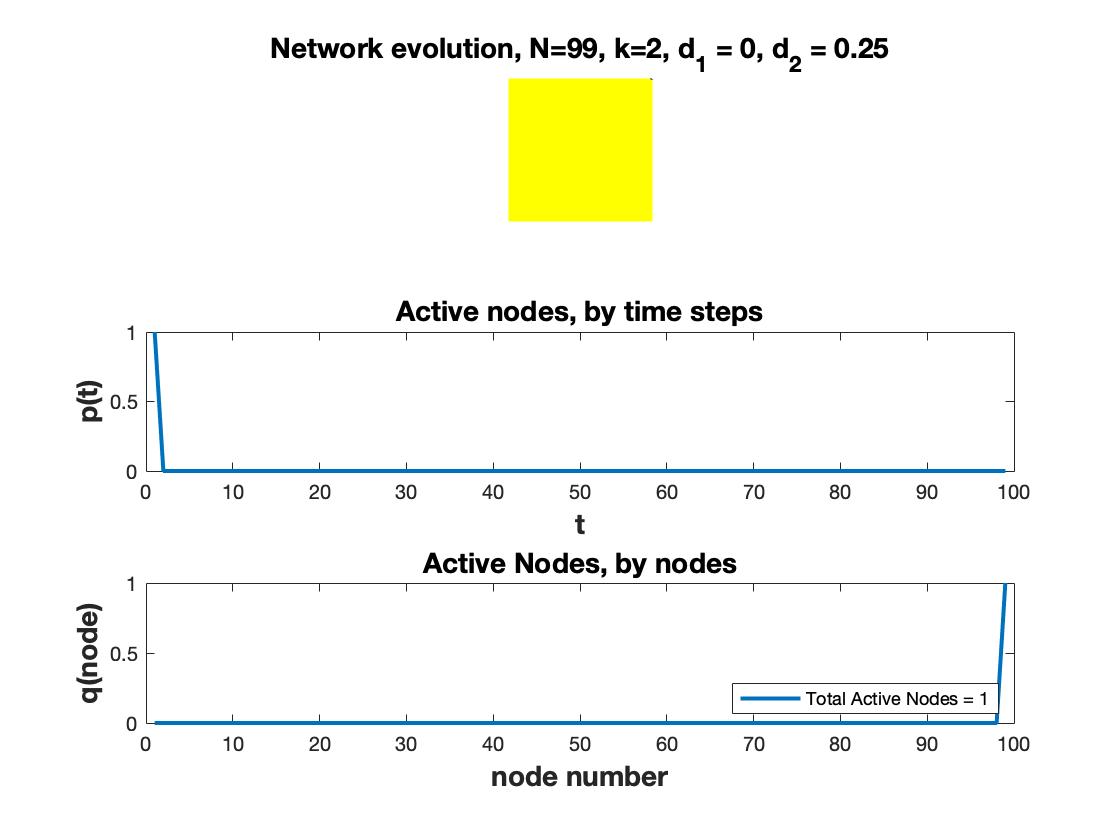 Network evolution, N=99, k=2, d1 = 0, d2 = 0.25
Active nodes, by time steps
p(t)
1
0.5
0
0 10 20 30 40 50 60 70 80 90 100
t
Active Nodes, by nodes
q(node)
1
0.5
0
Total Active Nodes = 1
0 10 20 30 40 50 60 70 80 90 100
node number